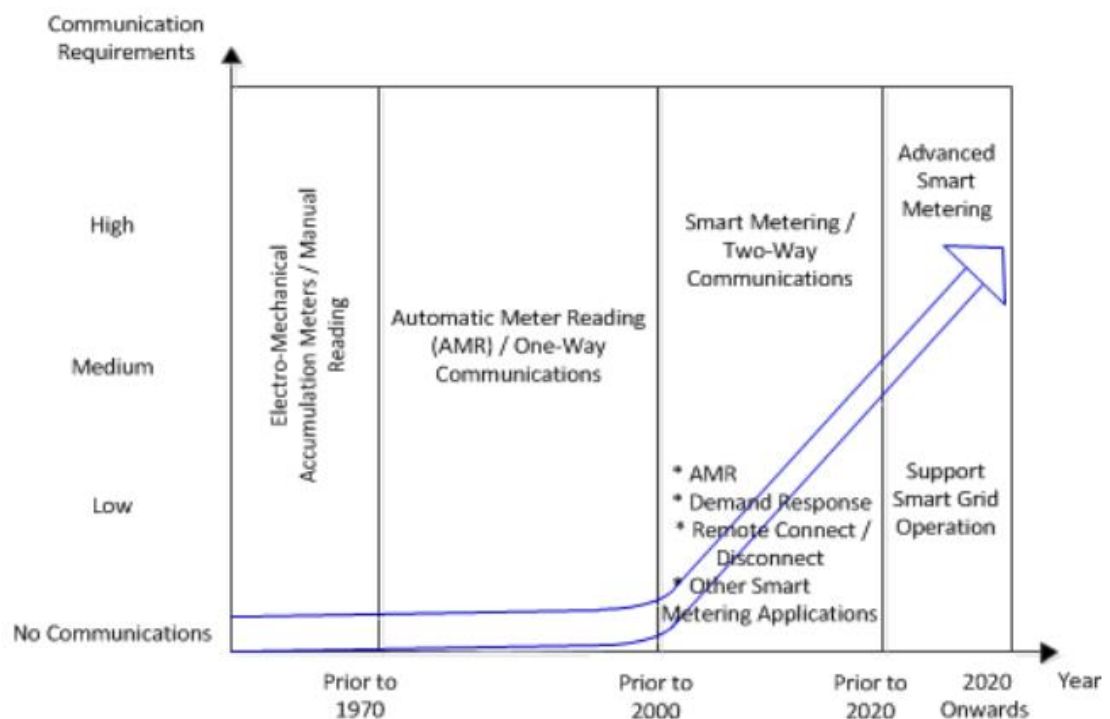 Communication
Requirements
High
Medium
Low
No Communications
Electro-Mechanical
Accumulation Meters / Manual
Reading
Automatic Meter Reading
(AMR) / One-Way
Communications
Smart Metering /
Two-Way
Communications
* AMR
* Demand Response
* Remote Connect /
Disconnect
* Other Smart
Metering Applications
Advanced
Smart
Metering
Support
Smart Grid
Operation
Prior to
1970
Prior to
2000
Prior to
2020
2020
Onwards
Year